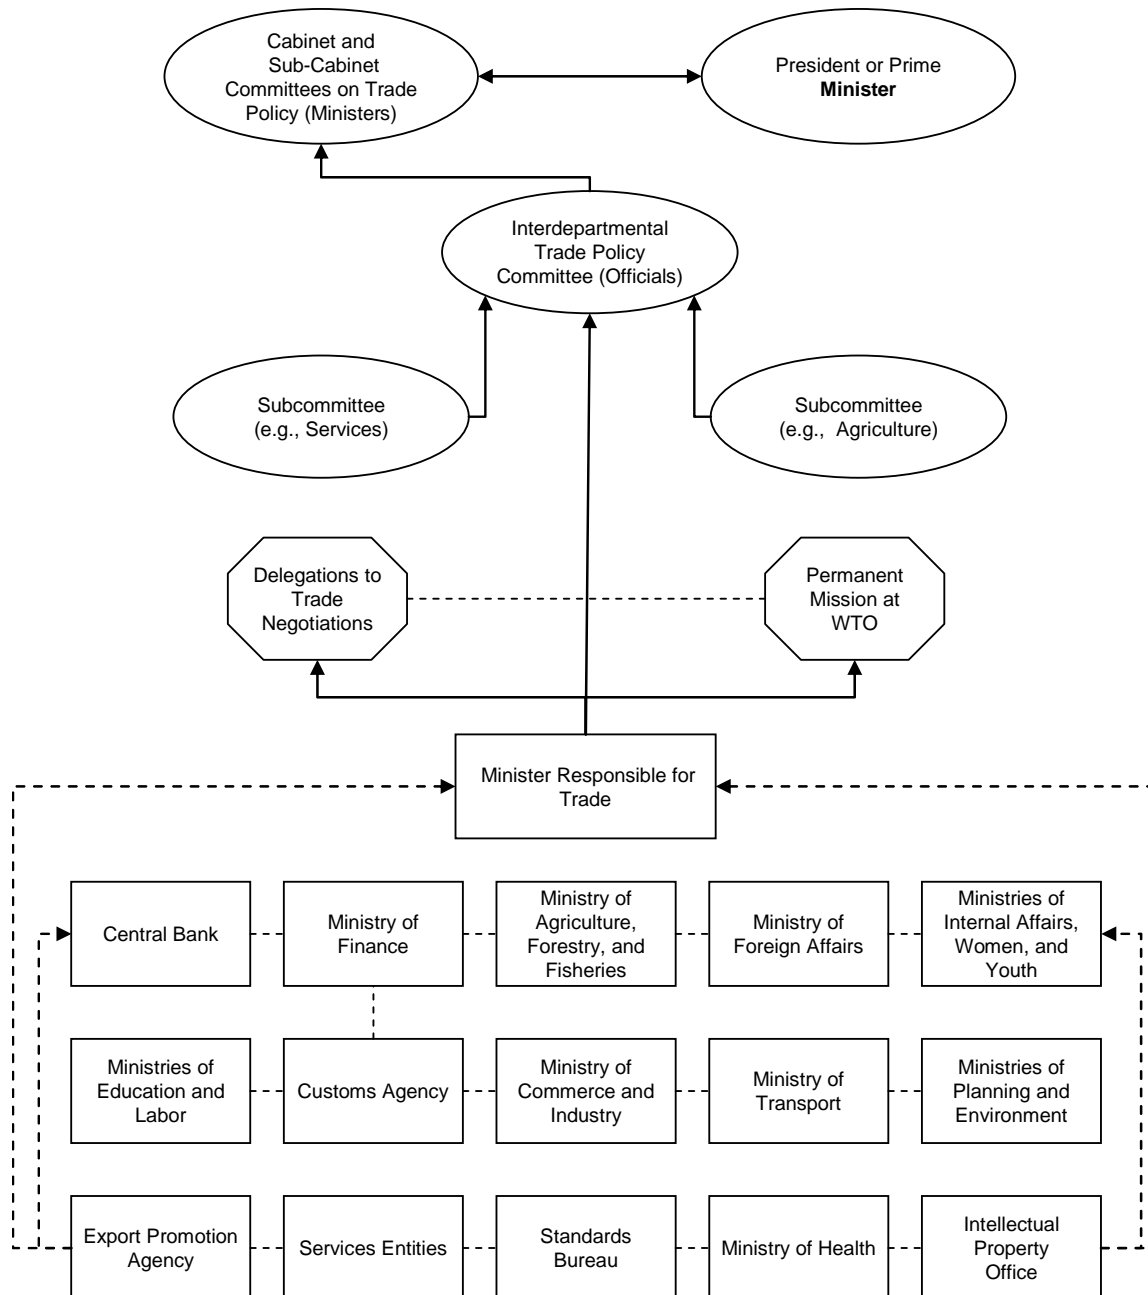 Cabinet and
Sub-Cabinet
Committees on Trade
Policy (Ministers)
President or Prime
Minister
Interdepartmental
Trade Policy
Committee (Officials)
Subcommittee
(e.g., Services)
Subcommittee
(e.g., Agriculture)
Delegations to
Trade
Negotiations
Permanent
Mission at
WTO
Minister Responsible for
Trade
Central Bank
Ministry of
Finance
Ministry of
Agriculture,
Forestry, and
Fisheries
Ministry of
Foreign Affairs
Ministries of
Internal Affairs,
Women, and
Youth
Ministries of
Education and
Labor
Customs Agency
Ministry of
Commerce and
Industry
Ministry of
Transport
Ministries of
Planning and
Environment
Export Promotion
Agency
Services Entities
Standards
Bureau
Ministry of Health
Intellectual
Property
Office